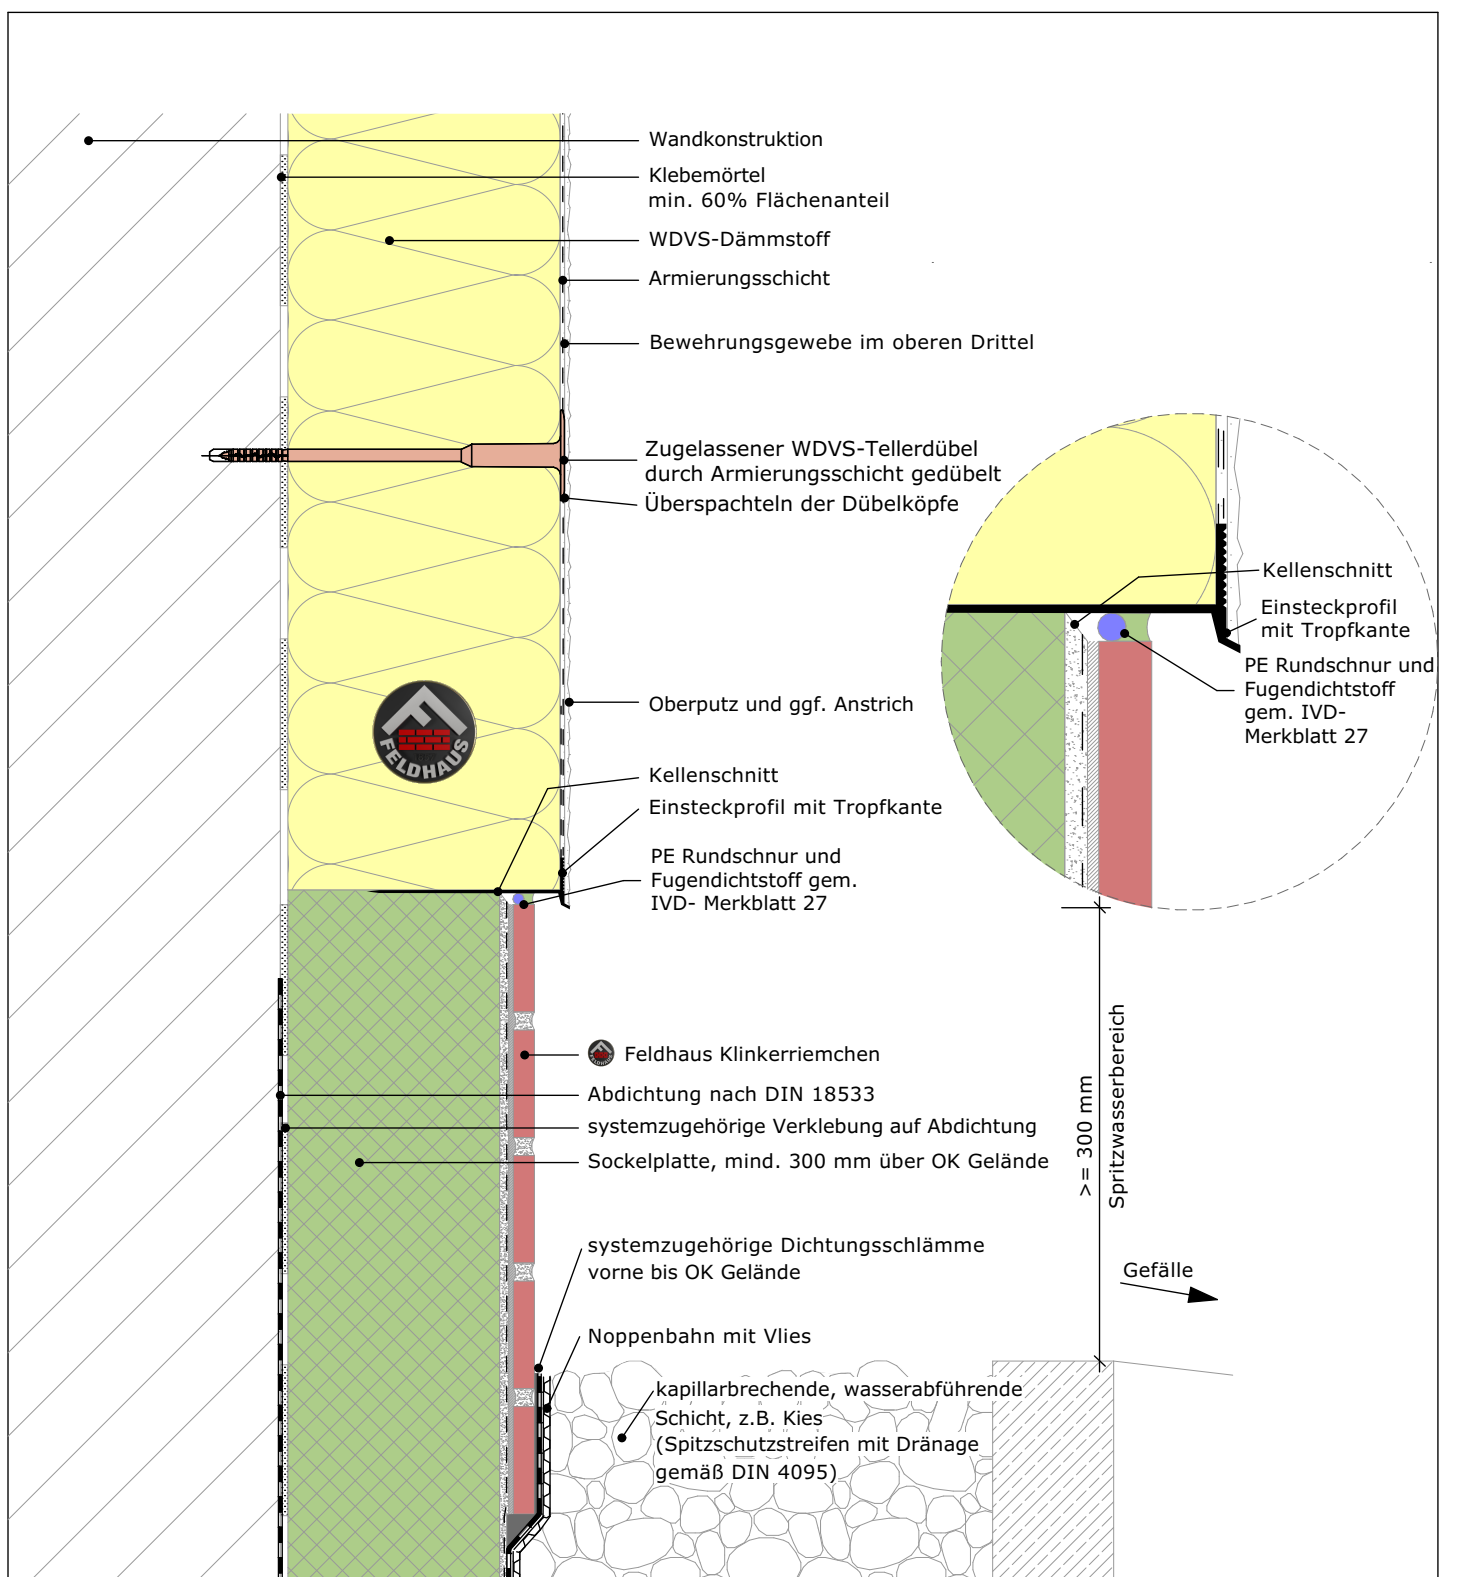 Wandkonstruktion
Klebemörtel
min. 60% Flächenanteil
WDVS-Dämmstoff
Armierungsschicht
Bewehrungsgewebe im oberen Drittel
Zugelassener WDVS-Tellerdübel
durch Armierungsschicht gedübelt
Überspachteln der Dübelköpfe
Kellenschnitt
Einsteckprofil
mit Tropfkante
PE Rundschnur und
Fugendichtstoff
gem. IVD-
Merkblatt 27
Oberputz und ggf. Anstrich
FELDHAUS
Kellenschnitt
Einsteckprofil mit Tropfkante
PE Rundschnur und
Fugendichtstoff gem.
IVD- Merkblatt 27
FELDHAUS
Feldhaus Klinkerriemchen
Abdichtung nach DIN 18533
systemzugehörige Verklebung auf Abdichtung
Sockelplatte, mind. 300 mm über OK Gelände
>= 300 mm
Spritzwasserbereich
systemzugehörige Dichtungsschlämme
vorne bis OK Gelände
Gefälle
Noppenbahn mit Vlies
kapillarbrechende, wasserabführende
Schicht, z.B. Kies
(Spitzschutzstreifen mit Dränage
gemäß DIN 4095)